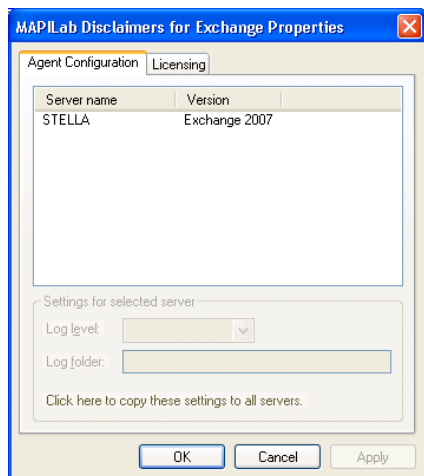 MAPILab Disclaimers for Exchange Properties
Agent Configuration Licensing
Server name Version
STELLA Exchange 2007
Settings for selected server
Log level:
Log folder:
Click here to copy these settings to all servers.
OK Cancel Apply